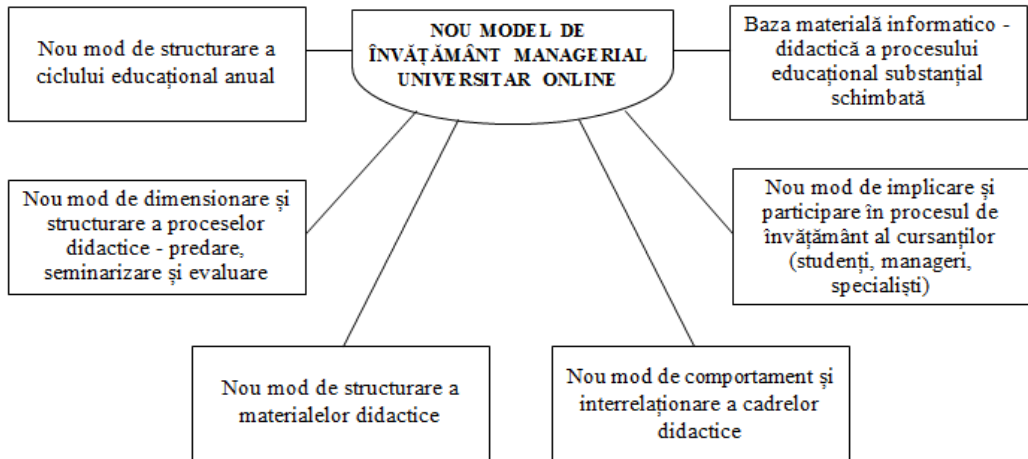 NOU MODEL DE
ÎNVĂȚĂMÂNT MANAGERIAL
UNIVERSITAR ONLINE
Nou mod de structurare a
ciclului educațional anual
Baza materială informatico -
didactică a procesului
educațional substanțial
schimbată
Nou mod de dimensionare și
structurare a proceselor
didactice - predare,
seminarizare și evaluare
Nou mod de implicare și
participare în procesul de
învățământ al cursanților
(studenți, manageri,
specialiști)
Nou mod de structurare a
materialelor didactice
Nou mod de comportament și
interrelaționare a cadrelor
didactice